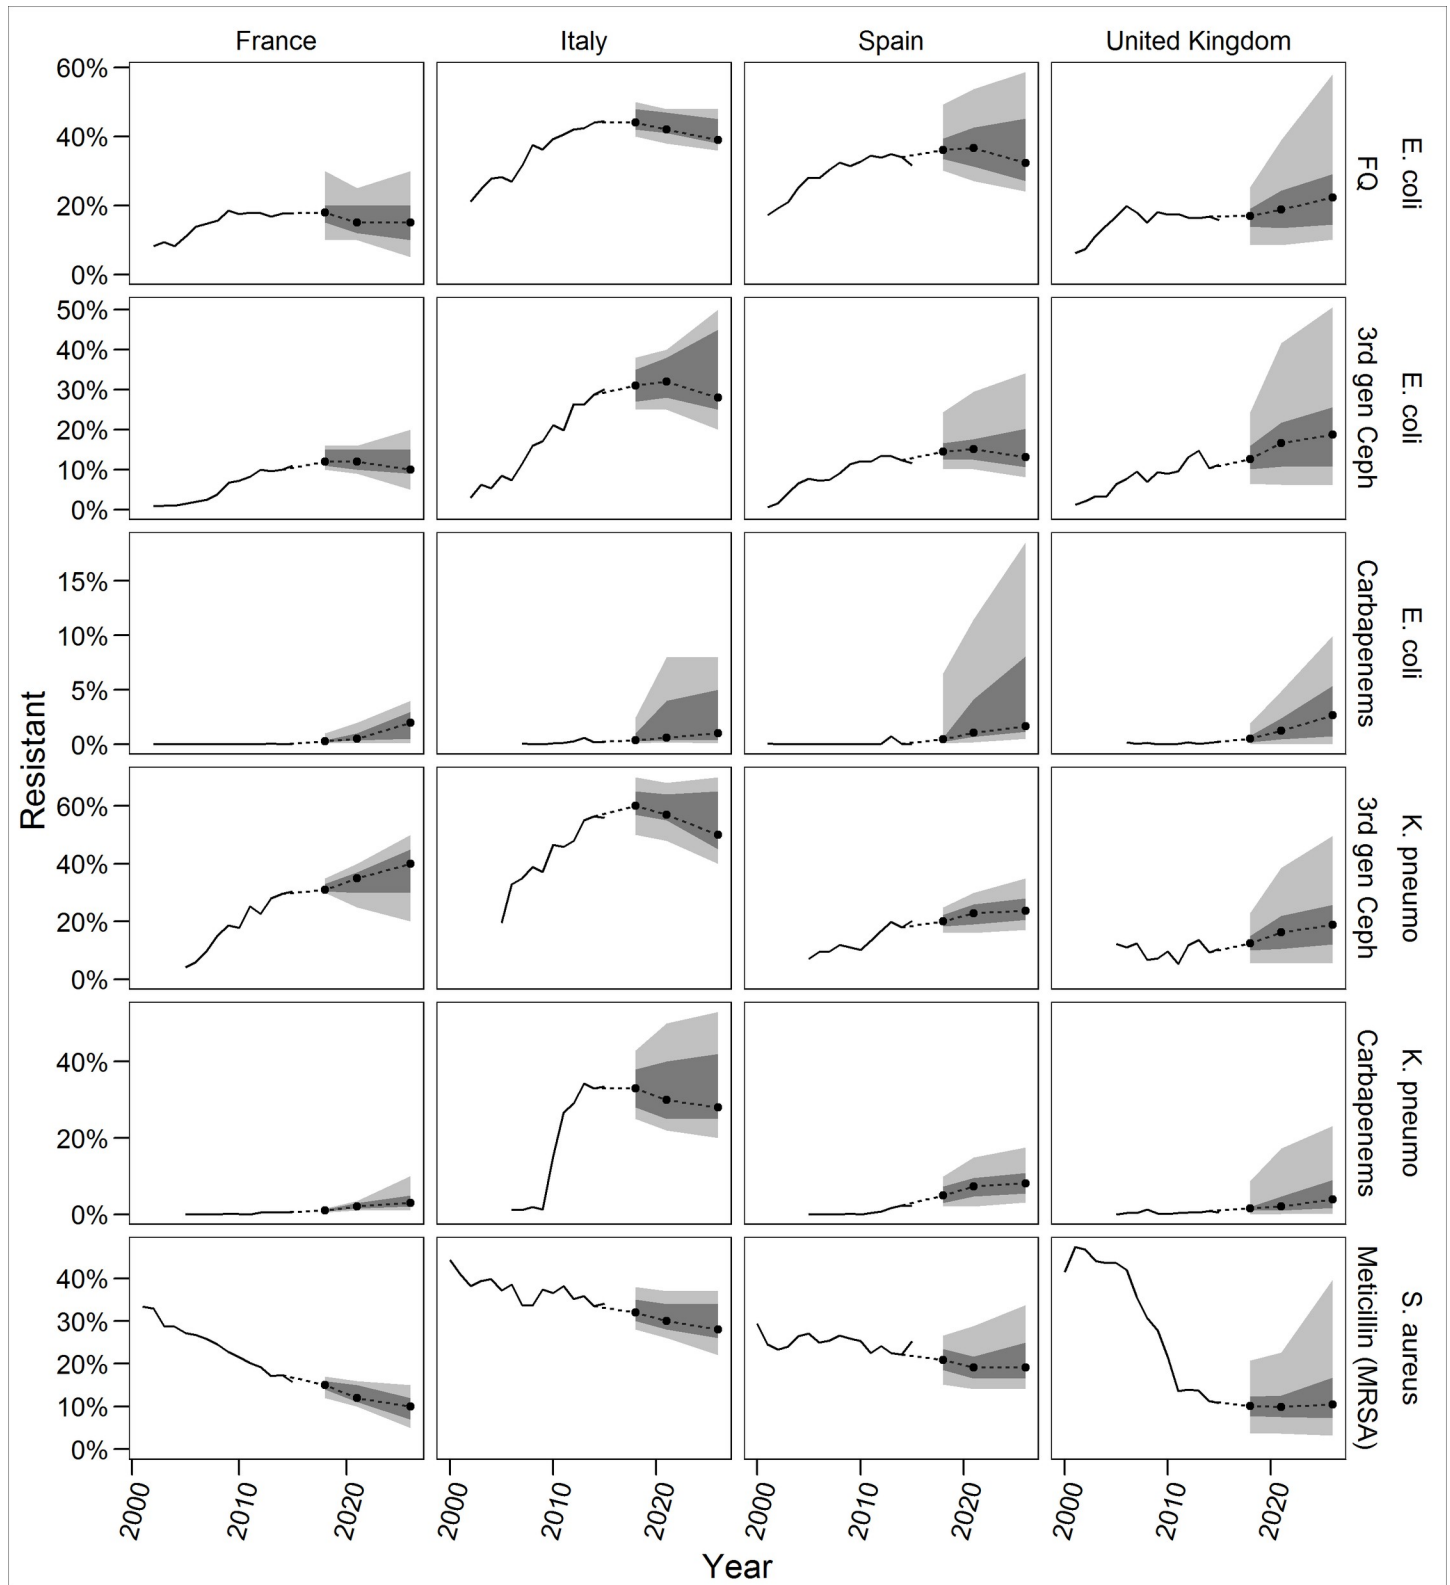 France
Italy
Spain
United Kingdom
60%
40%
20%
0%
E. coli
FQ
50%
40%
30%
20%
10%
0%
E. coli
3rd gen Ceph
15%
10%
5%
0%
E. coli
Carbapenems
60%
40%
20%
0%
K. pneumo
3rd gen Ceph
40%
20%
0%
K. pneumo
Carbapenems
40%
30%
20%
10%
0%
S. aureus
Meticillin (MRSA)
Resistant
2000
2010
2020
2000
2010
2020
2000
2010
2020
2000
2010
2020
Year